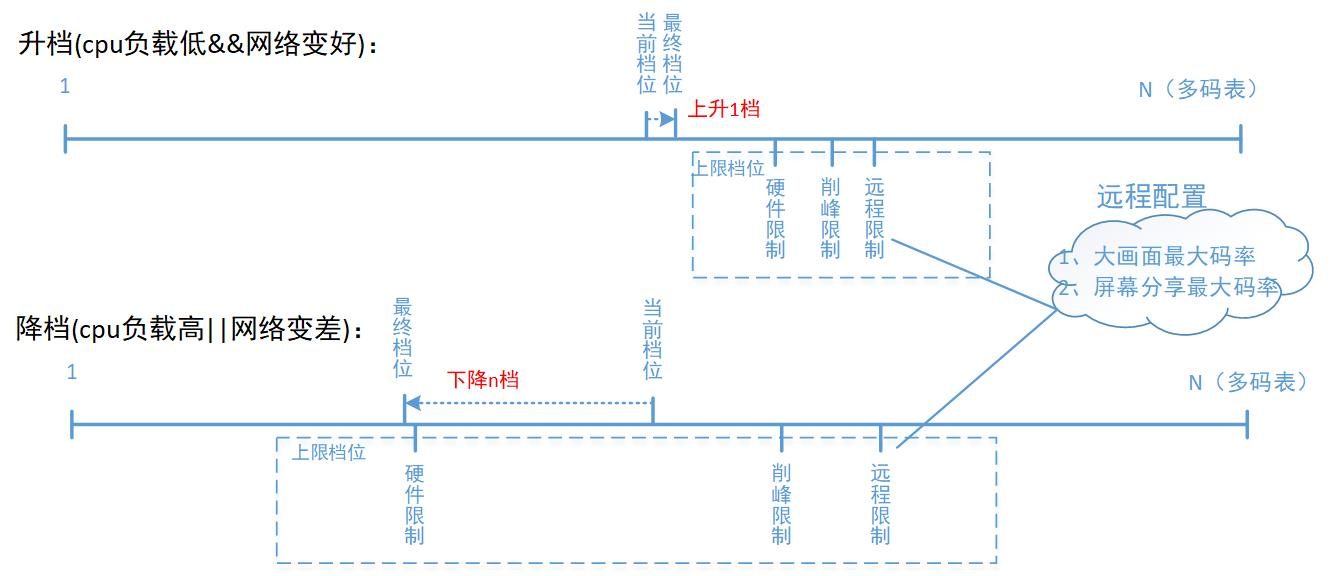 升档(cpu负载低&&网络变好)：
当前档位
最终档位
1
N（多码表）
上升1档
上限档位
硬件限制
削峰限制
远程限制
远程配置
1、大画面最大码率
2、屏幕分享最大码率
降档(cpu负载高||网络变差)：
最终档位
当前档位
1
下降n档
N（多码表）
上限档位
硬件限制
削峰限制
远程限制